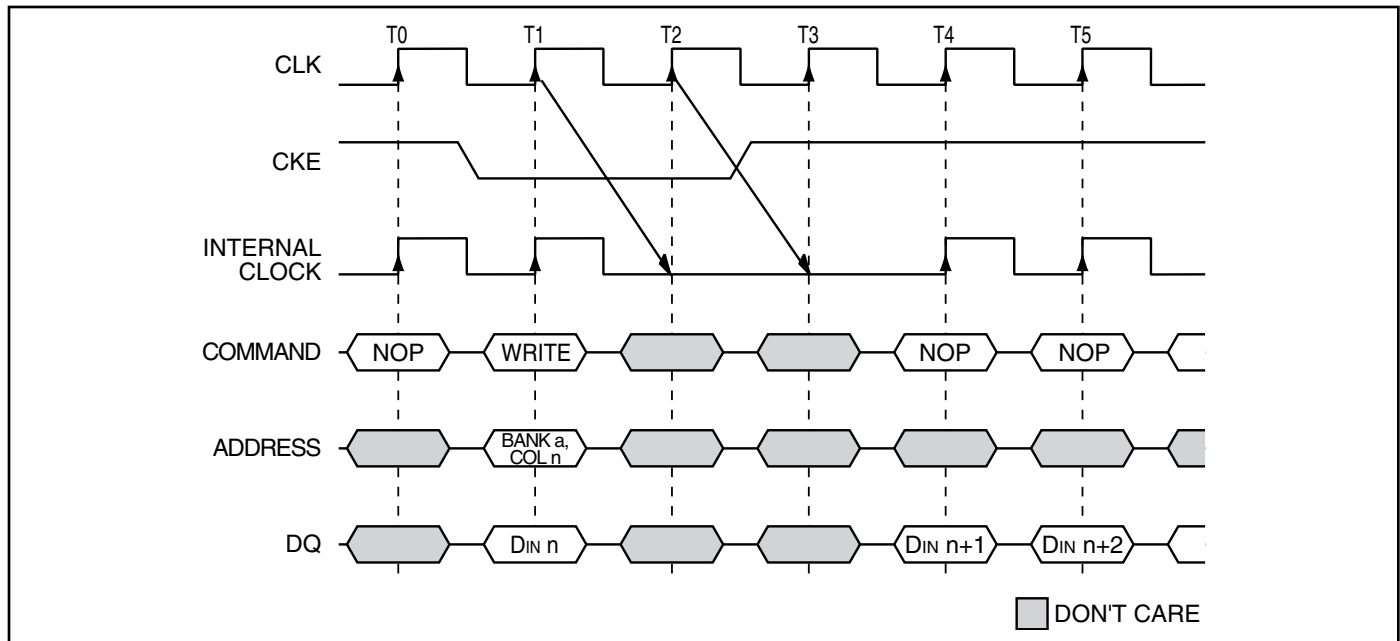 T0 T1 T2 T3 T4 T5
CLK
CKE
INTERNAL
CLOCK
COMMAND NOP WRITE NOP NOP
ADDRESS BANK a,
COL n
DQ DIN n DIN n+1 DIN n+2
DON'T CARE